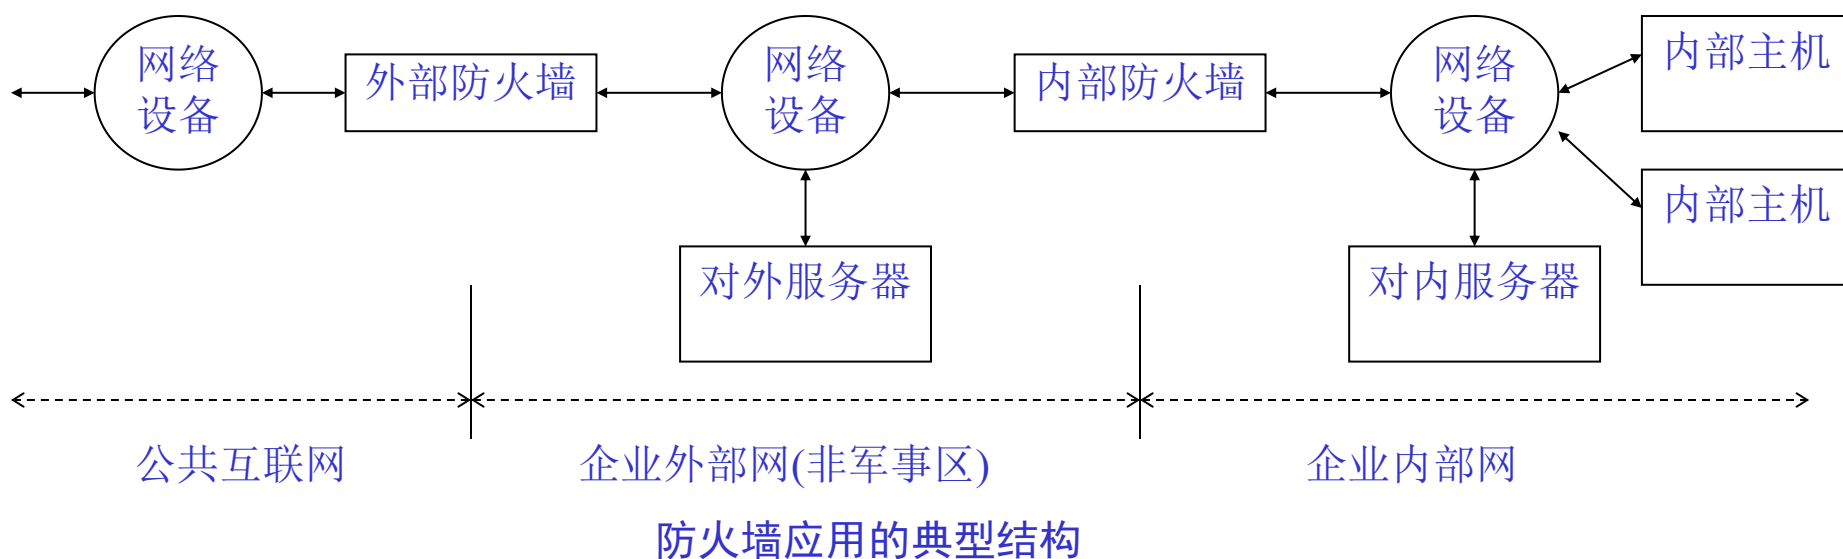 网络
设备
外部防火墙
网络
设备
内部防火墙
网络
设备
内部主机
内部主机
对外服务器
对内服务器
公共互联网
企业外部网(非军事区)
企业内部网
防火墙应用的典型结构